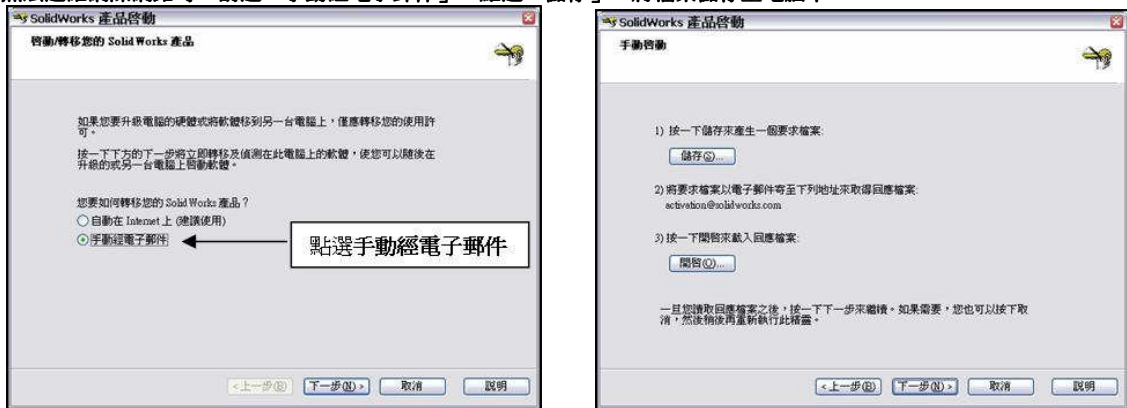 SolidWorks 產品啓動
啓動/轉移您的 SolidWorks 產品
如果您要升級電腦的硬體或將軟體移到另一台電腦上，僅應轉移您的使用許
可。
按一下下方的下一步將立即轉移及偵測在此電腦上的軟體，使您可以隨後在
升級的或另一台電腦上啓動軟體。
您要如何轉移您的 SolidWorks 產品？
自動在 Internet 上 (建議使用)
手動經電子郵件
點選手動經電子郵件
<上一步(B) 下一步(N)> 取消 說明
SolidWorks 產品啓動
手動啓動
1) 按一下儲存來產生一個要求檔案:
儲存(S)...
2) 將要求檔案以電子郵件寄至下列地址來取得回應檔案:
activation@solidworks.com
3) 按一下開啓來載入回應檔案:
開啓(O)...
一旦您讀取回應檔案之後，按一下下一步來繼續。如果需要，您也可以按下取
消，然後稍後再重新執行此精靈。
<上一步(B) 下一步(N)> 取消 說明